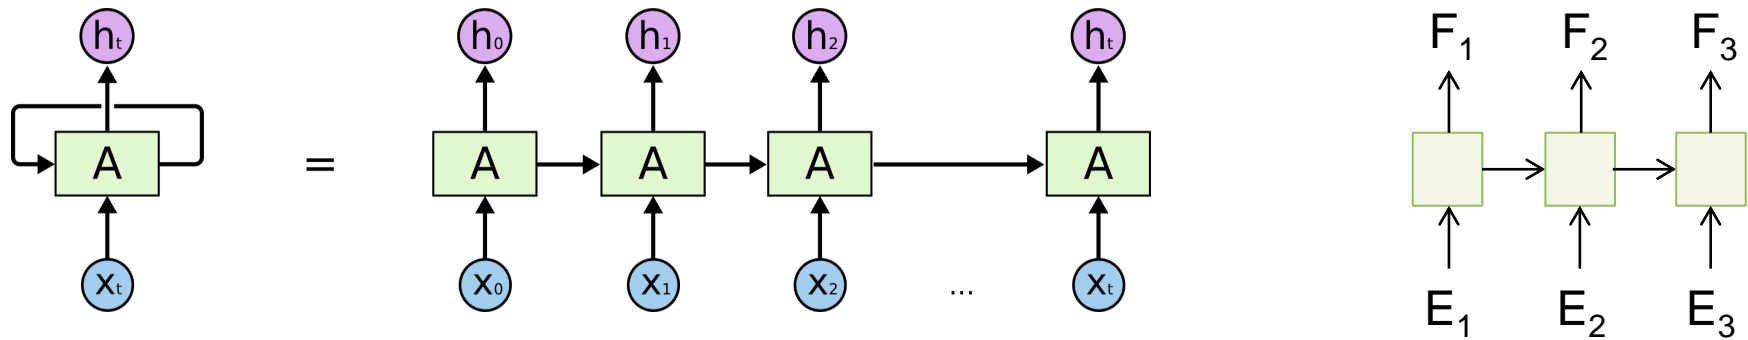 hₜ h₀ h₁ h₂ hₜ F₁ F₂ F₃
A = A A A A
xₜ x₀ x₁ x₂ ... xₜ E₁ E₂ E₃